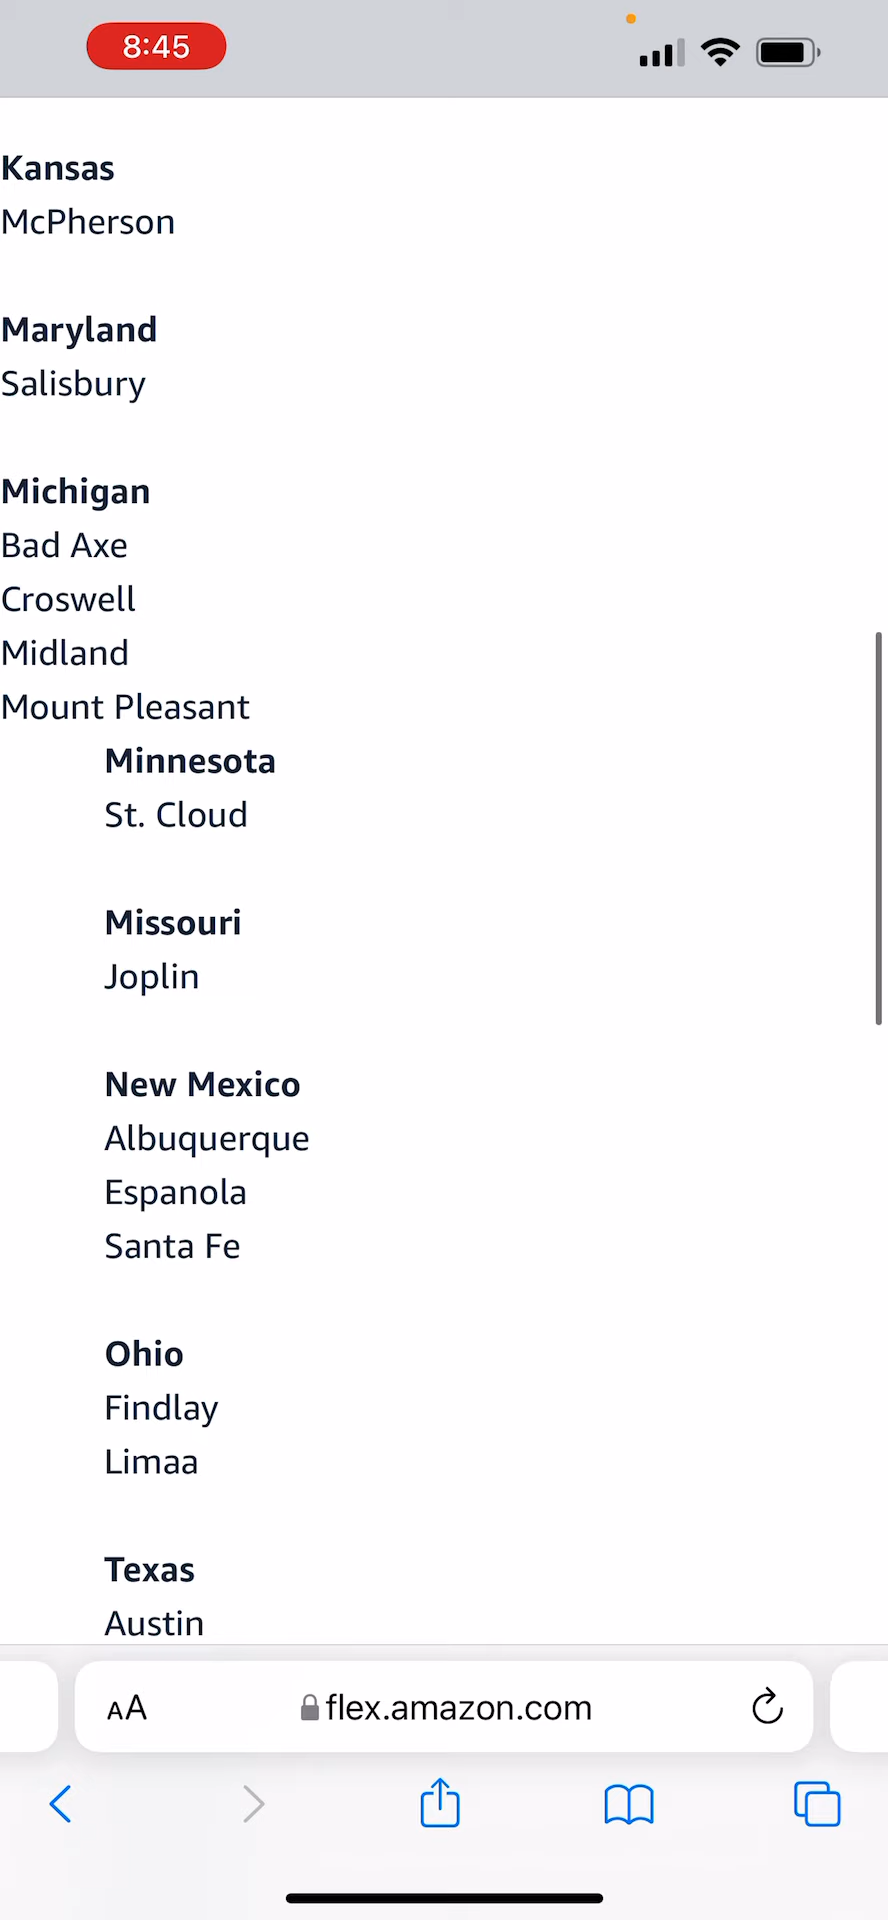 8:45
Kansas
McPherson
Maryland
Salisbury
Michigan
Bad Axe
Croswell
Midland
Mount Pleasant
Minnesota
St. Cloud
Missouri
Joplin
New Mexico
Albuquerque
Espanola
Santa Fe
Ohio
Findlay
Limaa
Texas
Austin
AA flex.amazon.com